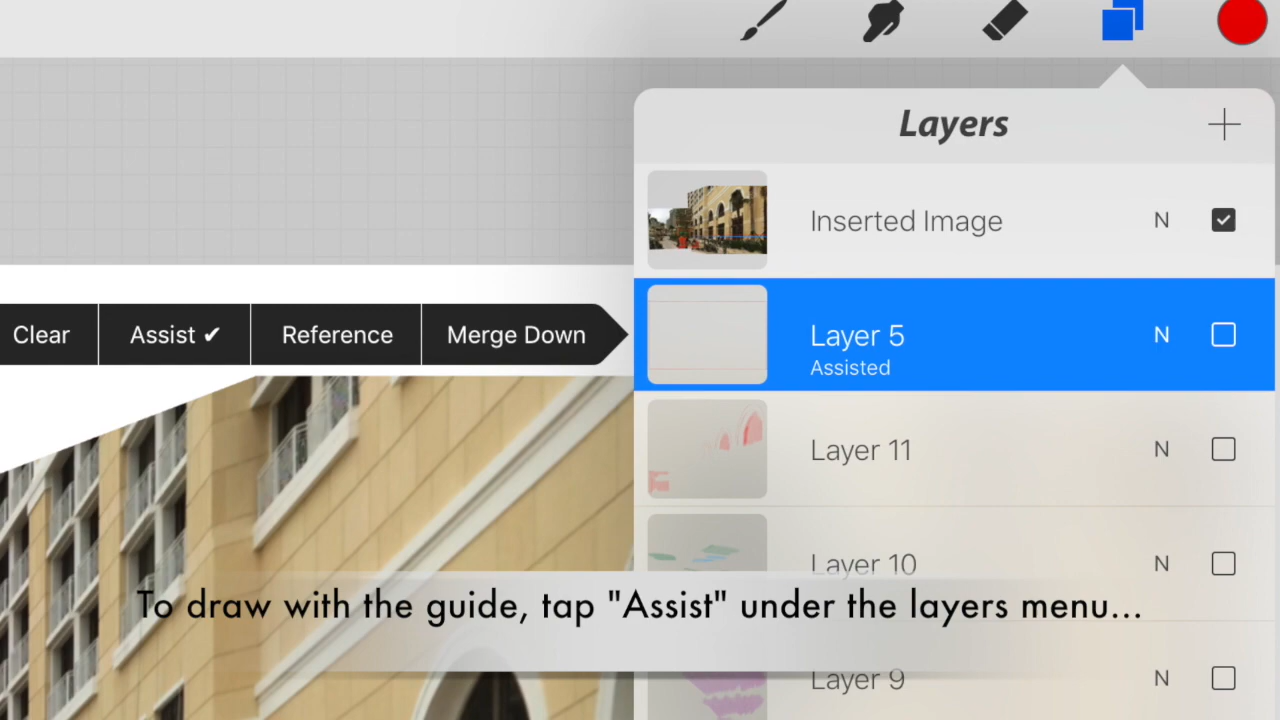 Layers
Inserted Image N
Clear Assist ✔ Reference Merge Down
Layer 5 N
Assisted
Layer 11 N
Layer 10 N
To draw with the guide, tap "Assist" under the layers menu...
Layer 9 N